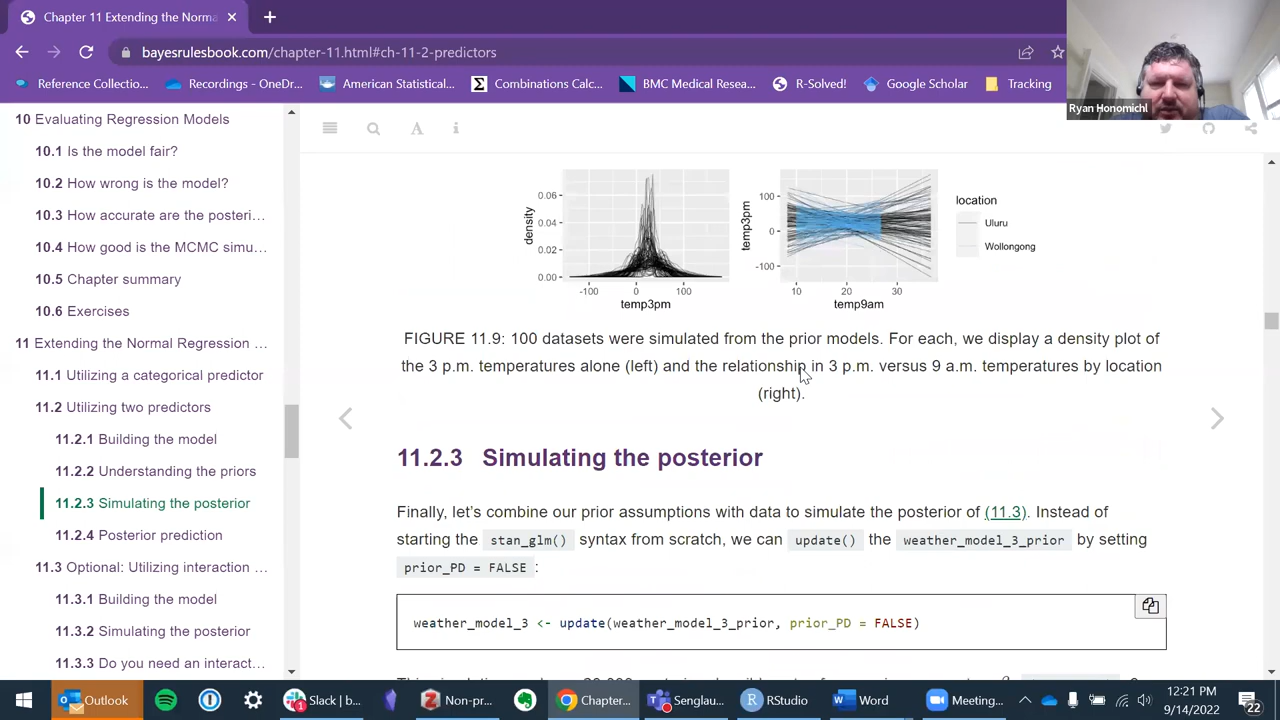 Chapter 11 Extending the Norma
bayesrulesbook.com/chapter-11.html#ch-11-2-predictors
Reference Collection...
Recordings - OneDr...
American Statistical...
Combinations Calc...
BMC Medical Resea...
R-Solved!
Google Scholar
Tracking
Ryan Honomichl
10 Evaluating Regression Models
10.1 Is the model fair?
10.2 How wrong is the model?
10.3 How accurate are the posteri...
10.4 How good is the MCMC simu...
10.5 Chapter summary
10.6 Exercises
11 Extending the Normal Regression ...
11.1 Utilizing a categorical predictor
11.2 Utilizing two predictors
11.2.1 Building the model
11.2.2 Understanding the priors
11.2.3 Simulating the posterior
11.2.4 Posterior prediction
11.3 Optional: Utilizing interaction ...
11.3.1 Building the model
11.3.2 Simulating the posterior
11.3.3 Do you need an interact...
density
0.06
0.04
0.02
0.00
-100
0
100
temp3pm
temp3pm
100
0
-100
10
20
30
temp9am
location
Uluru
Wollongong
FIGURE 11.9: 100 datasets were simulated from the prior models. For each, we display a density plot of
the 3 p.m. temperatures alone (left) and the relationship in 3 p.m. versus 9 a.m. temperatures by location
(right).
11.2.3 Simulating the posterior
Finally, let's combine our prior assumptions with data to simulate the posterior of (11.3). Instead of
starting the stan_glm() syntax from scratch, we can update() the weather_model_3_prior by setting
prior_PD = FALSE :
weather_model_3 <- update(weather_model_3_prior, prior_PD = FALSE)
Outlook
Slack | b...
Non-pr...
Chapter...
Senglau...
RStudio
Word
Meeting...
12:21 PM
9/14/2022
22